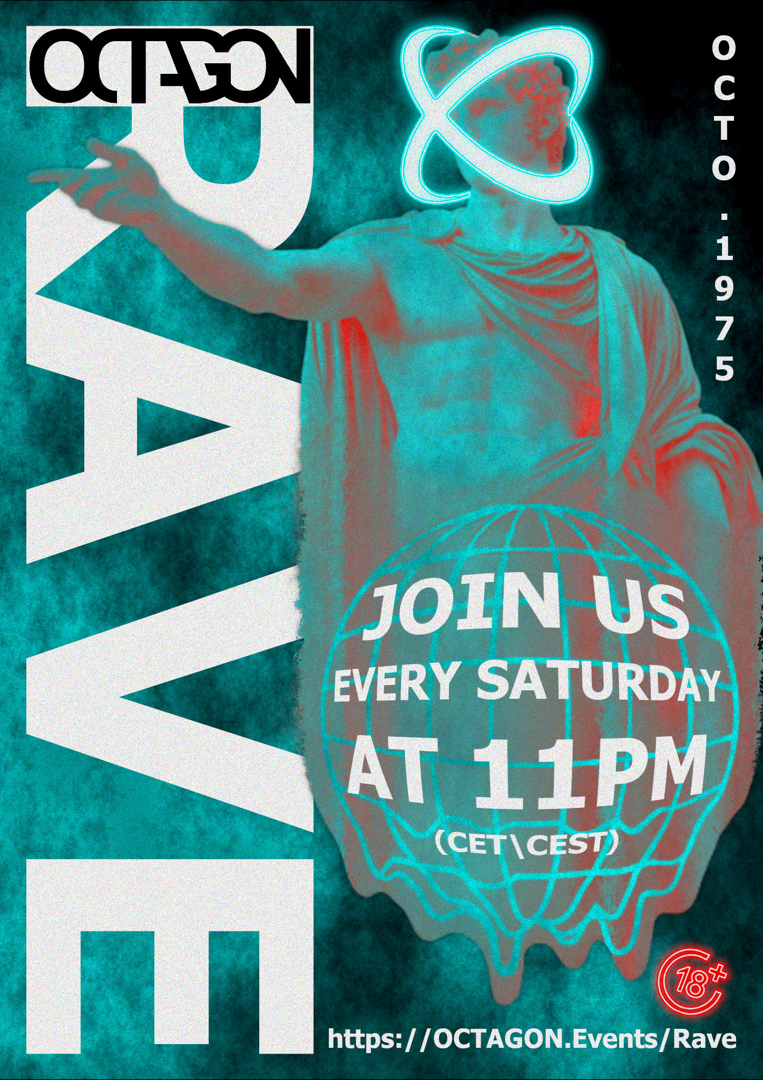 OCTAGON
RAVE
OCTO.1975
JOIN US
EVERY SATURDAY
AT 11PM
(CET\CEST)
18+
https://OCTAGON.Events/Rave